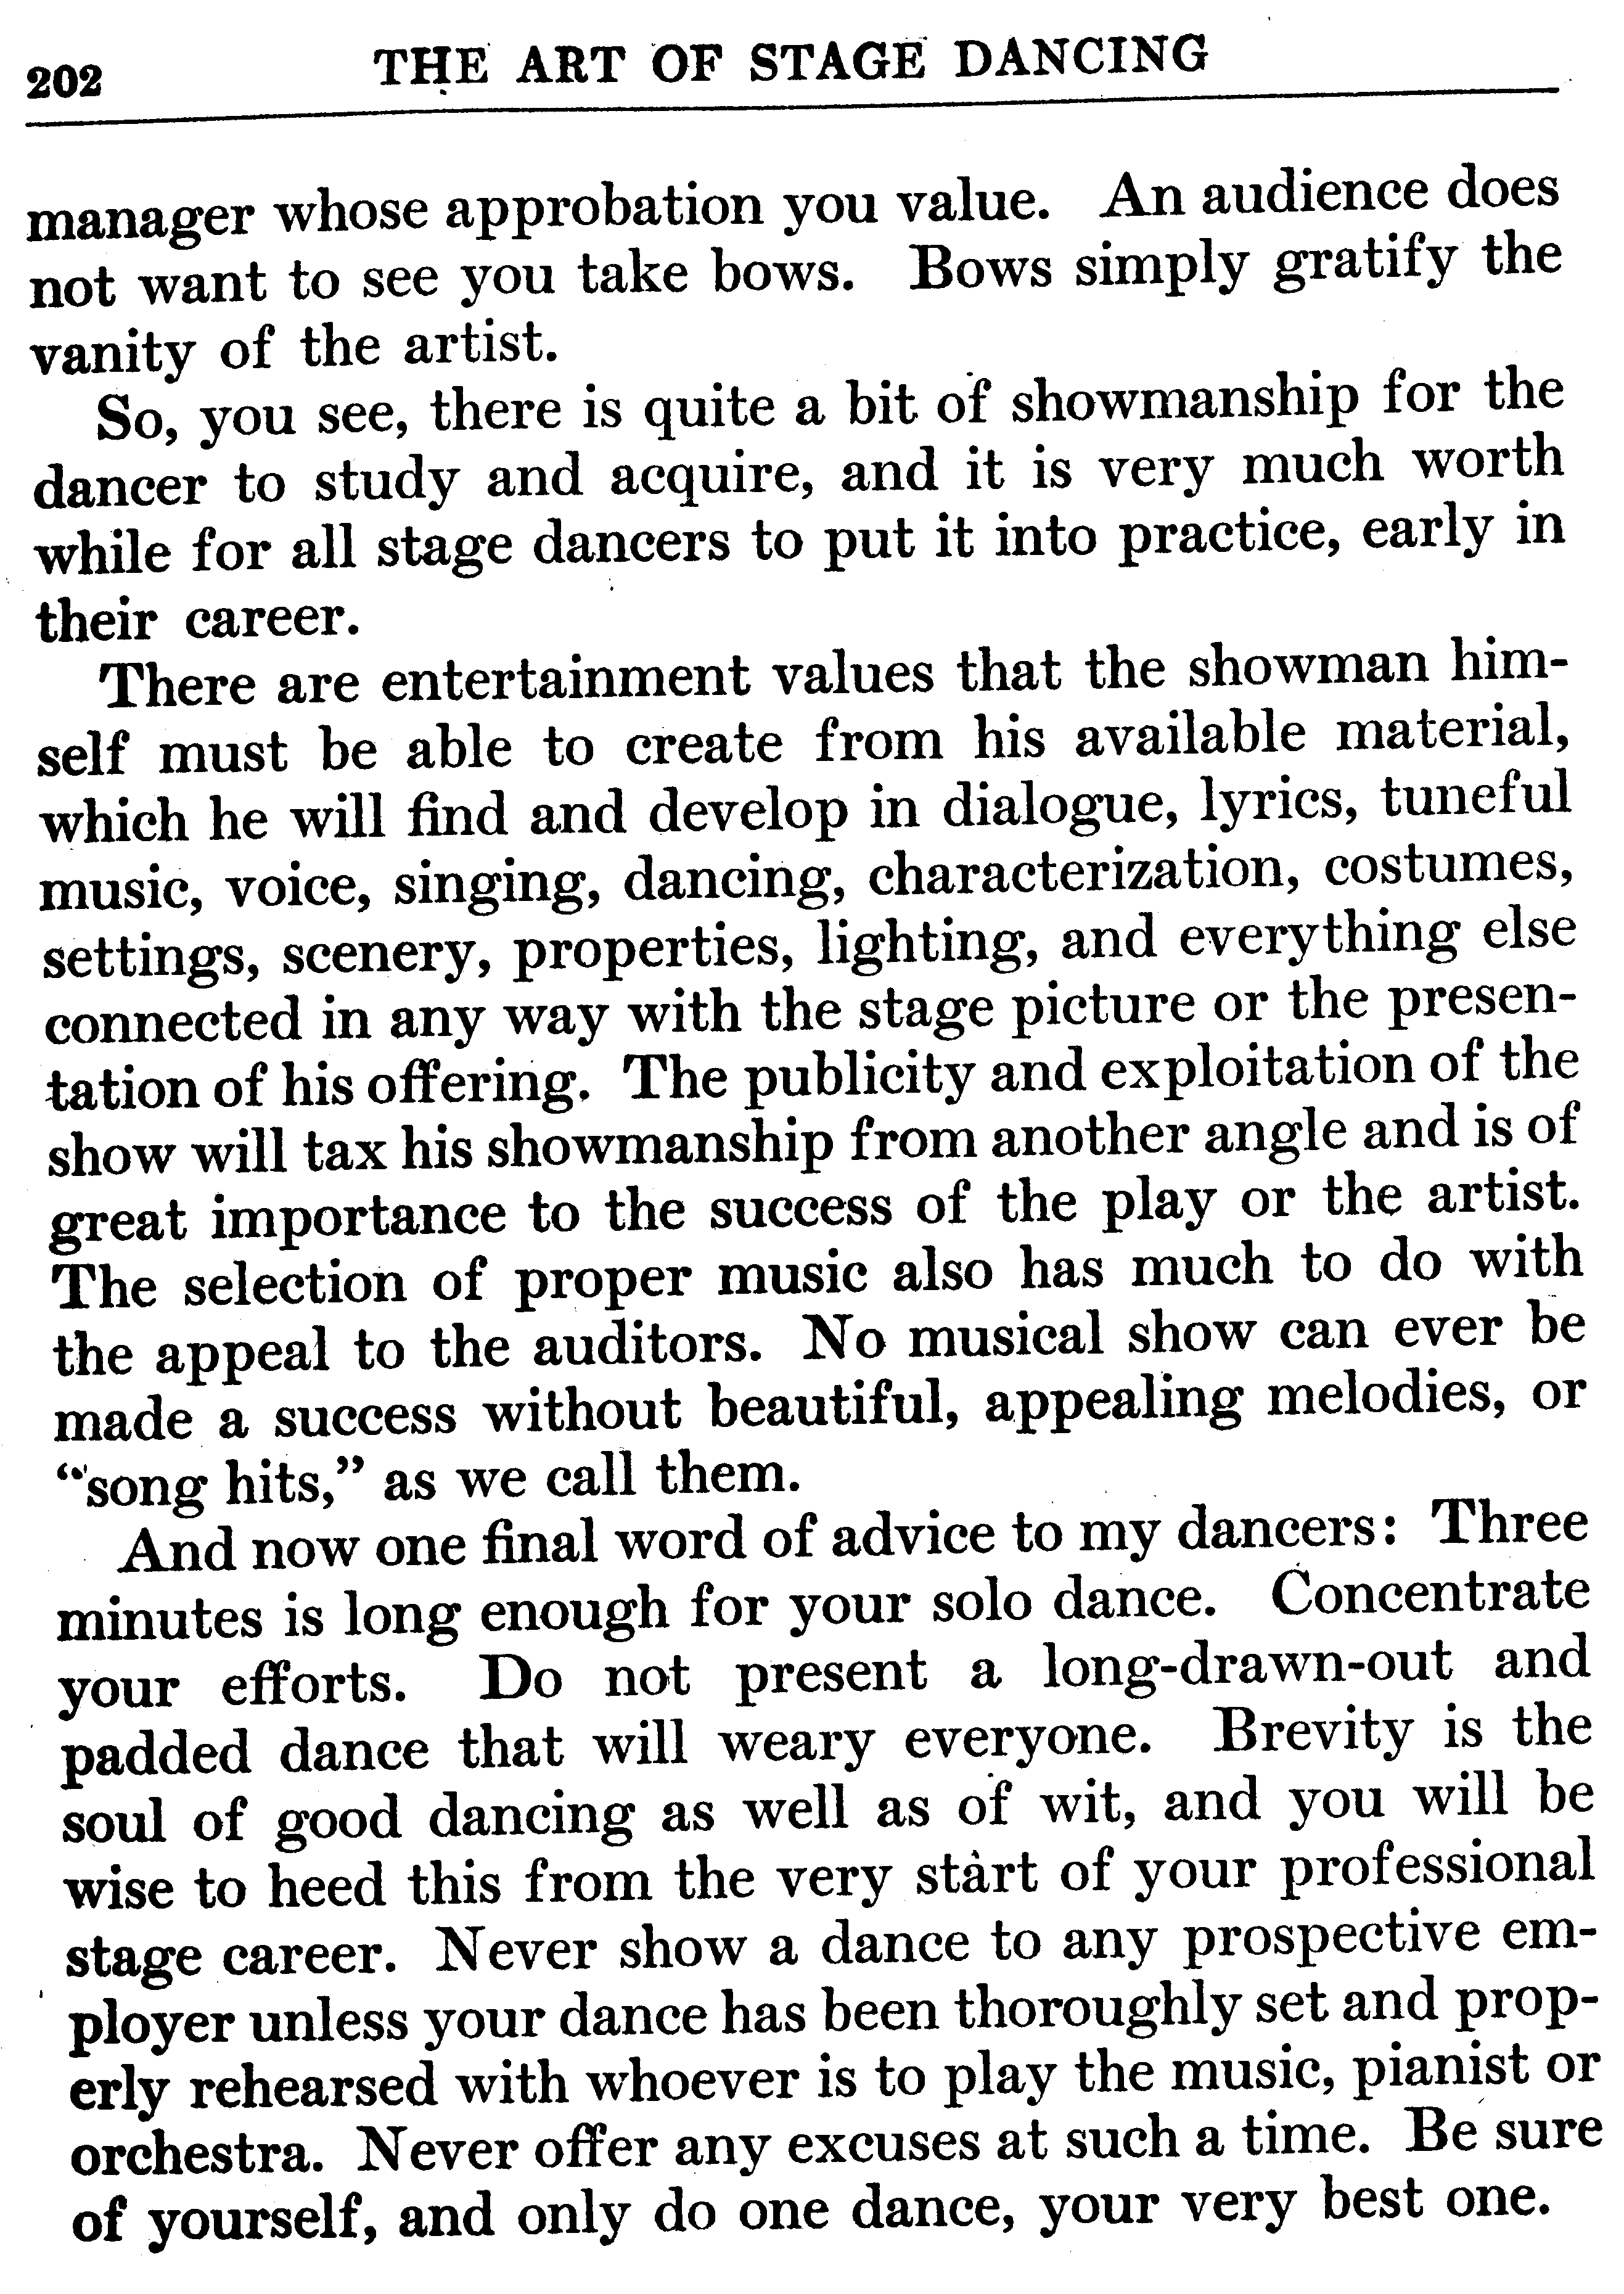 202 THE ART OF STAGE DANCING
manager whose approbation you value. An audience does
not want to see you take bows. Bows simply gratify the
vanity of the artist.
So, you see, there is quite a bit of showmanship for the
dancer to study and acquire, and it is very much worth
while for all stage dancers to put it into practice, early in
their career.
There are entertainment values that the showman him-
self must be able to create from his available material,
which he will find and develop in dialogue, lyrics, tuneful
music, voice, singing, dancing, characterization, costumes,
settings, scenery, properties, lighting, and everything else
connected in any way with the stage picture or the presen-
tation of his offering. The publicity and exploitation of the
show will tax his showmanship from another angle and is of
great importance to the success of the play or the artist.
The selection of proper music also has much to do with
the appeal to the auditors. No musical show can ever be
made a success without beautiful, appealing melodies, or
“song hits,” as we call them.
And now one final word of advice to my dancers: Three
minutes is long enough for your solo dance. Concentrate
your efforts. Do not present a long-drawn-out and
padded dance that will weary everyone. Brevity is the
soul of good dancing as well as of wit, and you will be
wise to heed this from the very start of your professional
stage career. Never show a dance to any prospective em-
ployer unless your dance has been thoroughly set and prop-
erly rehearsed with whoever is to play the music, pianist or
orchestra. Never offer any excuses at such a time. Be sure
of yourself, and only do one dance, your very best one.